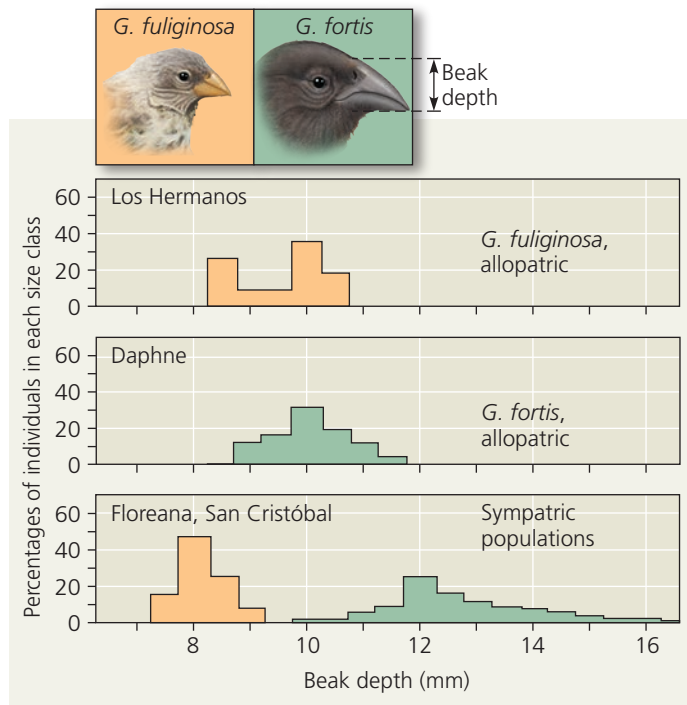 G. fuliginosa
G. fortis
Beak
depth
Percentages of individuals in each size class
60
40
20
0
Los Hermanos
G. fuliginosa,
allopatric
60
40
20
0
Daphne
G. fortis,
allopatric
60
40
20
0
Floreana, San Cristóbal
Sympatric
populations
8
10
12
14
16
Beak depth (mm)